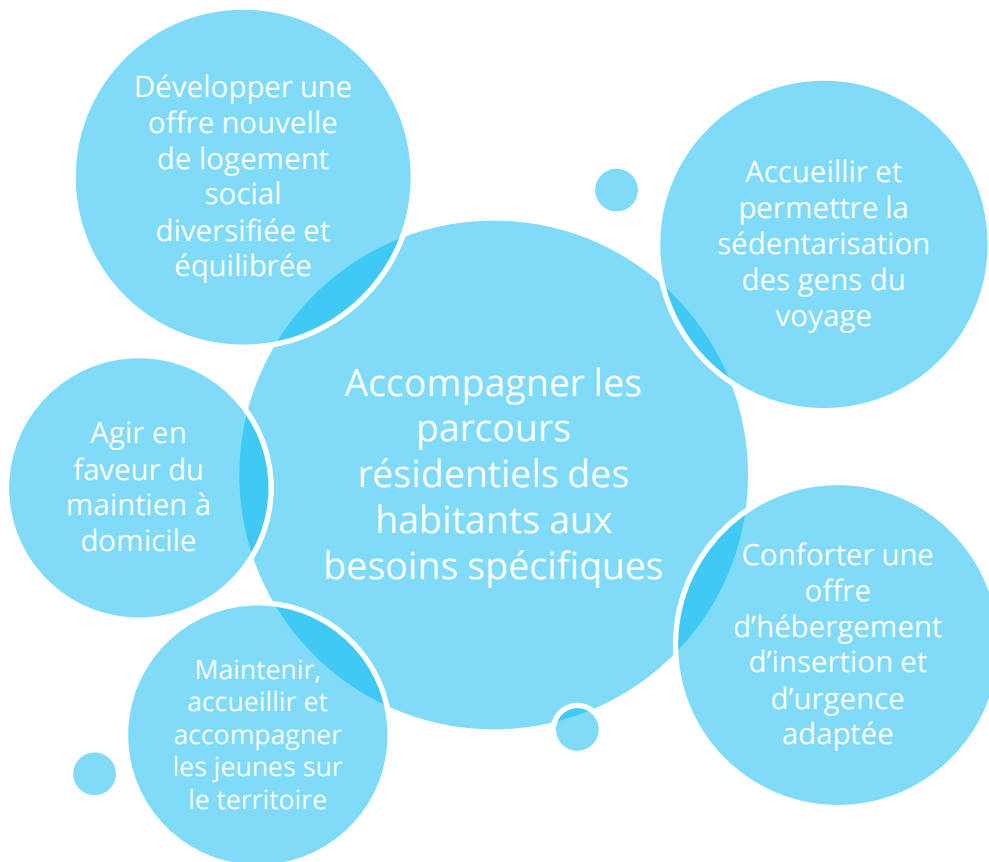 Développer une
offre nouvelle
de logement
social
diversifiée et
équilibrée
Accueillir et
permettre la
sédentarisation
des gens du
voyage
Accompagner les
parcours
résidentiels des
habitants aux
besoins spécifiques
Agir en
faveur du
maintien à
domicile
Conforter une
offre
d'hébergement
d'insertion et
d'urgence
adaptée
Maintenir,
accueillir et
accompagner
les jeunes sur
le territoire